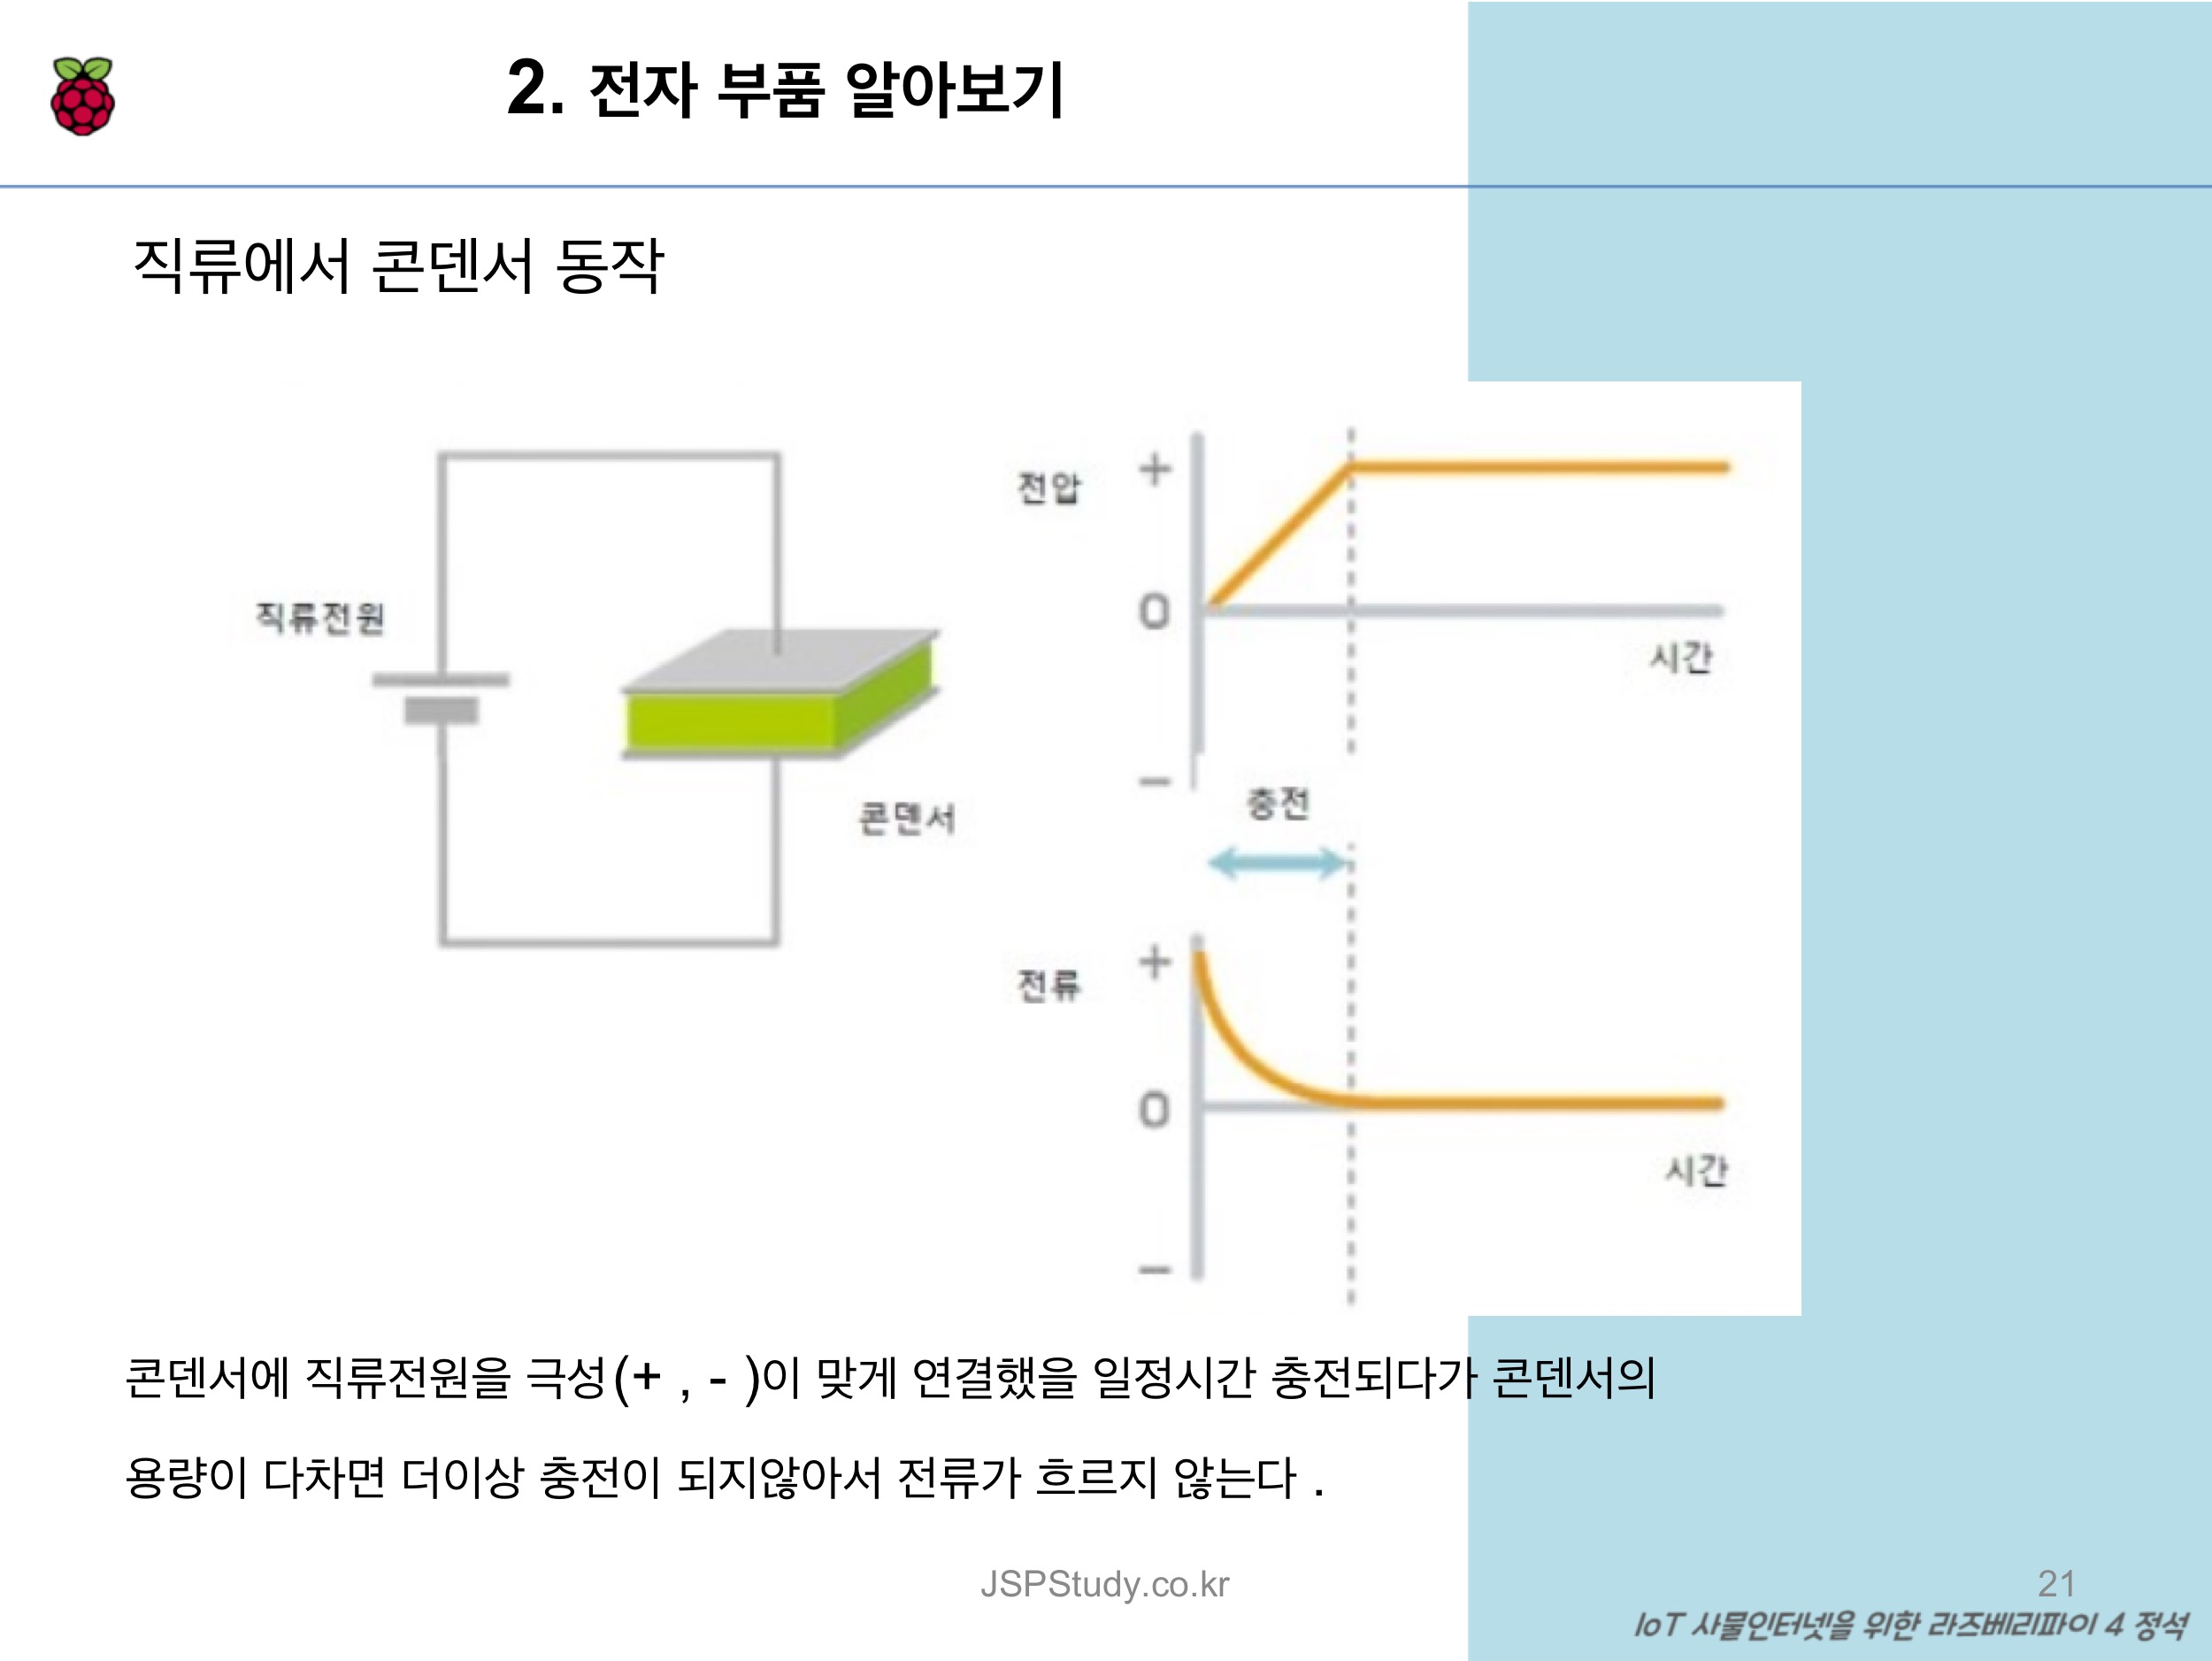 2. 전자 부품 알아보기
직류에서 콘덴서 동작
직류전원
콘덴서
전압
+
0
−
시간
충전
전류
+
0
−
시간
콘덴서에 직류전원을 극성(+ , - )이 맞게 연결했을 일정시간 충전되다가 콘덴서의
용량이 다차면 더이상 충전이 되지않아서 전류가 흐르지 않는다 .
JSPStudy.co.kr
21
IoT 사물인터넷을 위한 라즈베리파이 4 정석